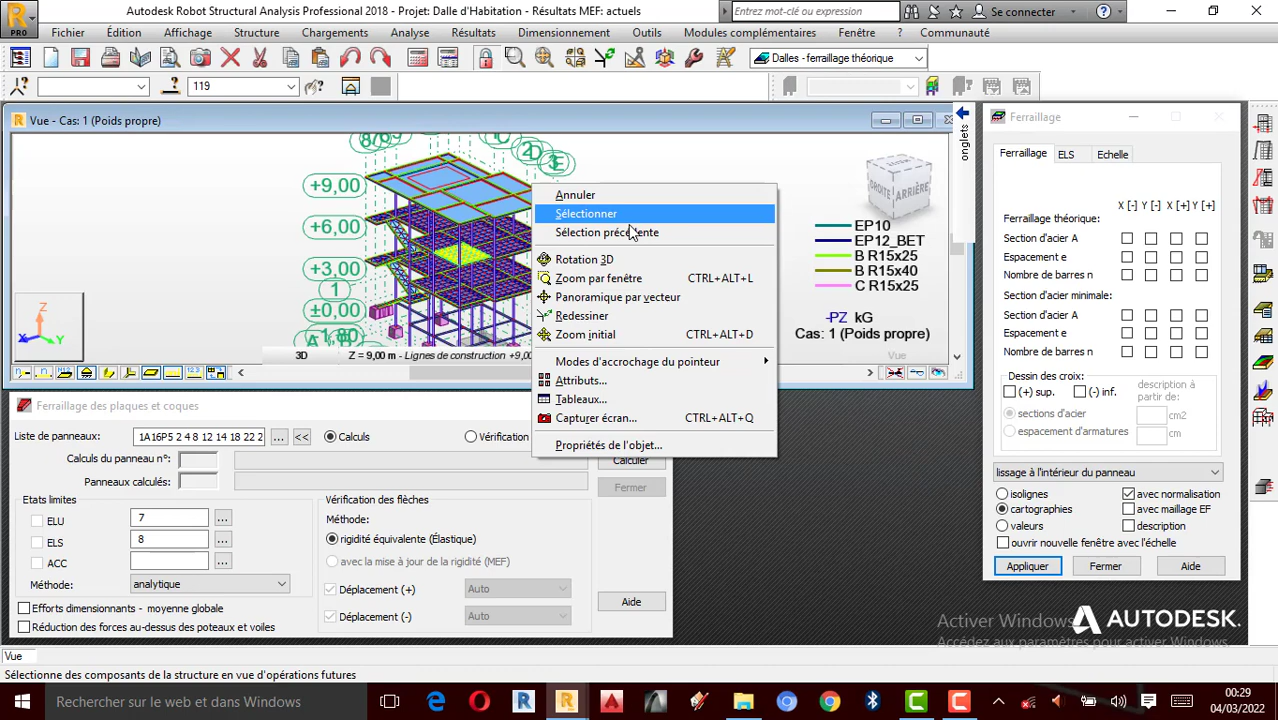 PRO
Autodesk Robot Structural Analysis Professional 2018 - Projet: Dalle d'Habitation - Résultats MEF: actuels
Entrez mot-clé ou expression
Se connecter
Fichier Édition Affichage Structure Chargements Analyse Résultats Dimensionnement Outils Modules complémentaires Fenêtre ? Communauté
Dalles - ferraillage théorique
119
Vue - Cas: 1 (Poids propre)
onglets
+9,00
+6,00
+3,00
1
±0,00
DROITE
ARRIÈRE
EP10
EP12_BET
B R15x25
B R15x40
C R15x25
-PZ kG
Cas: 1 (Poids propre)
Vue
Z
X
Y
3D
Z = 9,00 m - Lignes de construction +9,0
Annuler
Sélectionner
Sélection précédente
Rotation 3D
Zoom par fenêtre CTRL+ALT+L
Panoramique par vecteur
Redessiner
Zoom initial CTRL+ALT+D
Modes d'accrochage du pointeur
Attributs...
Tableaux...
Capturer écran... CTRL+ALT+Q
Propriétés de l'objet...
Ferraillage des plaques et coques
Liste de panneaux: 1A16P5 2 4 8 12 14 18 22 2 ... << Calculs Vérification
Calculs du panneau n°:
Calculer
Panneaux calculés:
Fermer
Etats limites
ELU 7 ...
ELS 8 ...
ACC ...
Méthode: analytique
Efforts dimensionnants - moyenne globale
Réduction des forces au-dessus des poteaux et voiles
Vérification des flèches
Méthode:
rigidité équivalente (Élastique)
avec la mise à jour de la rigidité (MEF)
Déplacement (+) Auto
Déplacement (-) Auto
Aide
Ferraillage
Ferraillage ELS Echelle
X [-] Y [-] X [+] Y [+]
Ferraillage théorique:
Section d'acier A
Espacement e
Nombre de barres n
Section d'acier minimale:
Section d'acier A
Espacement e
Nombre de barres n
Dessin des croix:
(+) sup. (-) inf.
description à partir de:
sections d'acier cm2
espacement d'armatures cm
lissage à l'intérieur du panneau
isolignes avec normalisation
cartographies avec maillage EF
valeurs description
ouvrir nouvelle fenêtre avec l'échelle
Appliquer Fermer Aide
Activer Windows
Accédez aux paramètres pour activer Windows.
AUTODESK.
Vue
Sélectionne des composants de la structure en vue d'opérations futures
Rechercher sur le web et dans Windows
00:29
04/03/2022